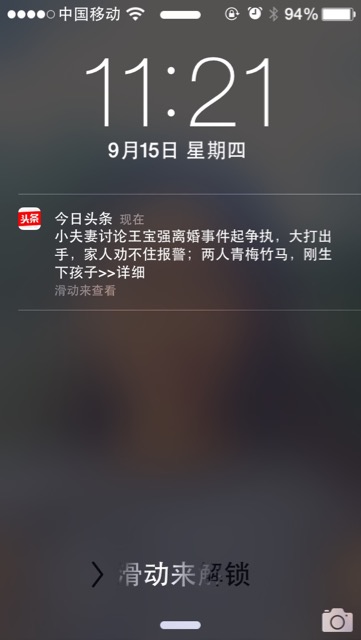 中国移动 94%
11:21
9月15日 星期四
头条 今日头条 现在
小夫妻讨论王宝强离婚事件起争执，大打出
手，家人劝不住报警；两人青梅竹马，刚生
下孩子>>详细
滑动来查看
滑动来解锁